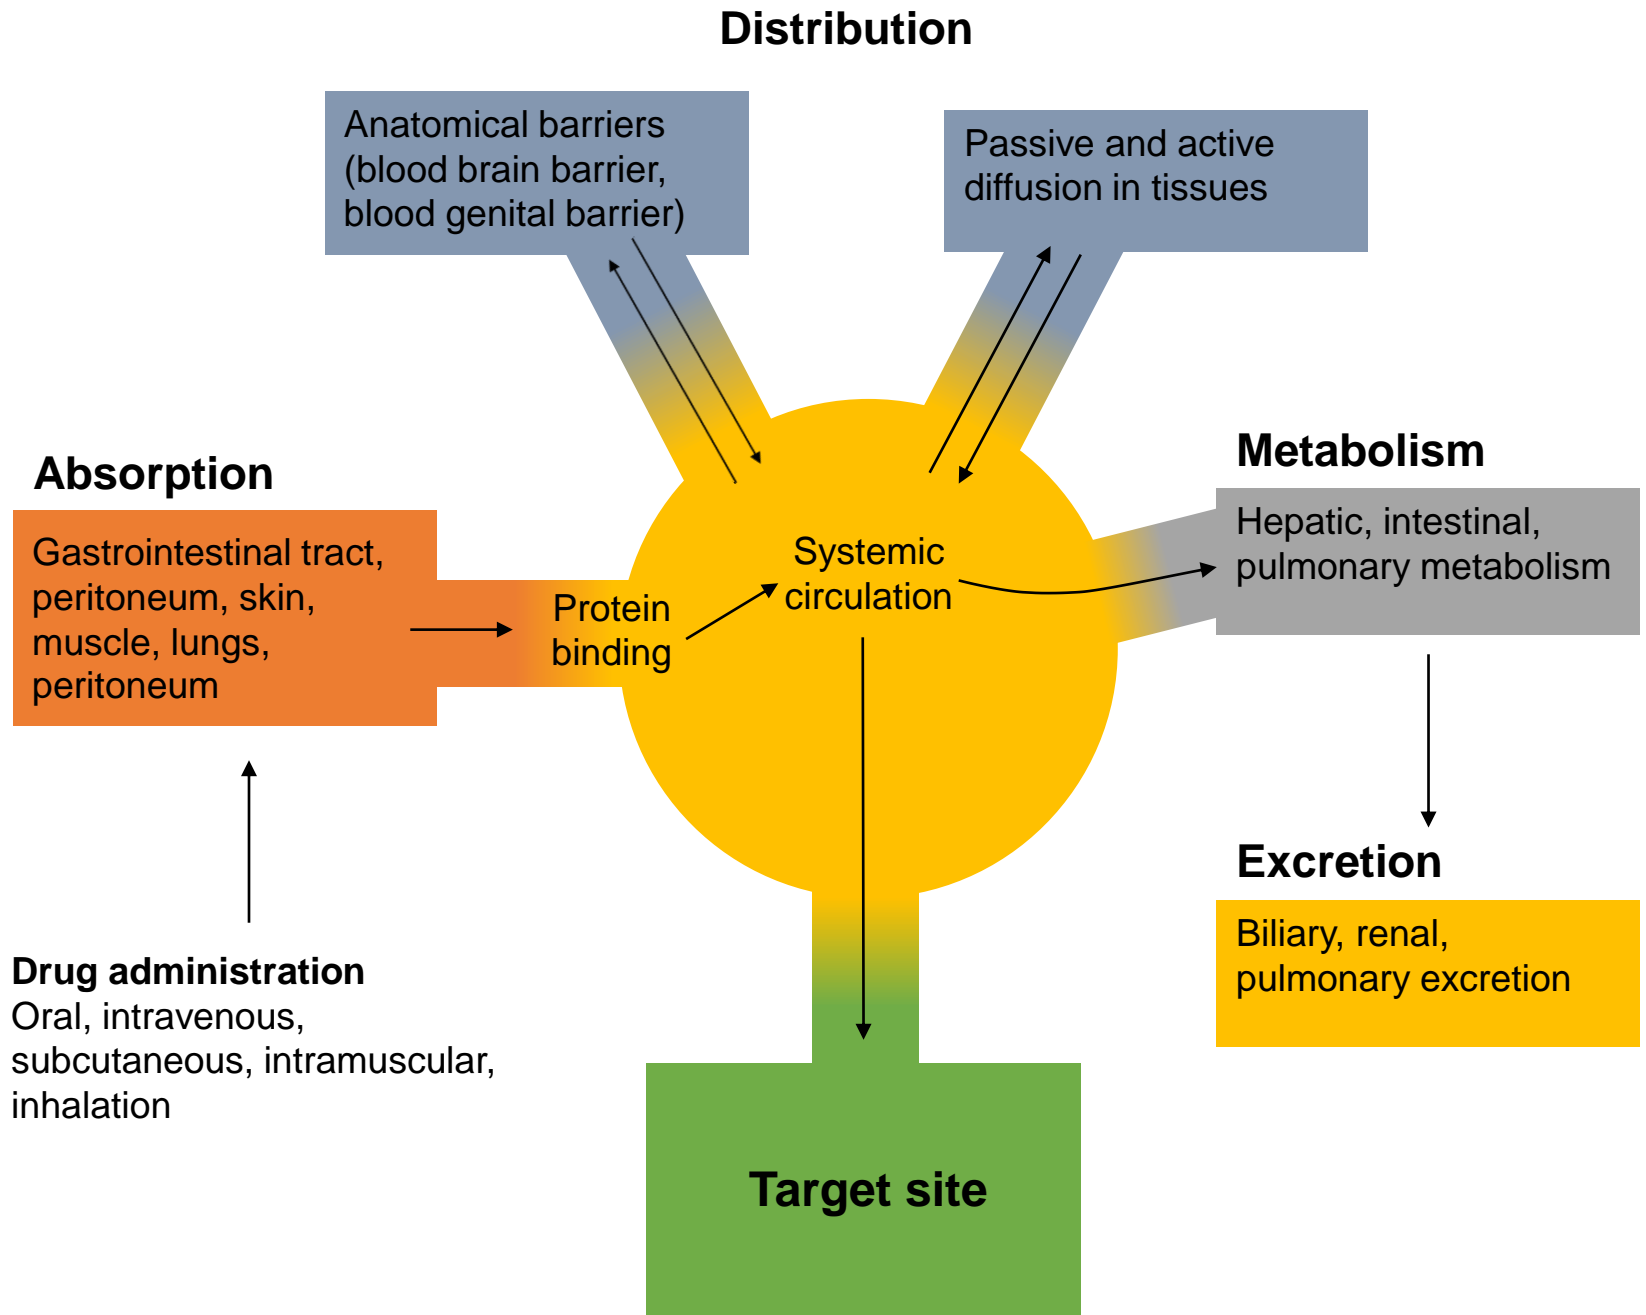 Distribution
Anatomical barriers
(blood brain barrier,
blood genital barrier)
Passive and active
diffusion in tissues
Absorption
Gastrointestinal tract,
peritoneum, skin,
muscle, lungs,
peritoneum
Protein
binding
Systemic
circulation
Metabolism
Hepatic, intestinal,
pulmonary metabolism
Excretion
Biliary, renal,
pulmonary excretion
Drug administration
Oral, intravenous,
subcutaneous, intramuscular,
inhalation
Target site